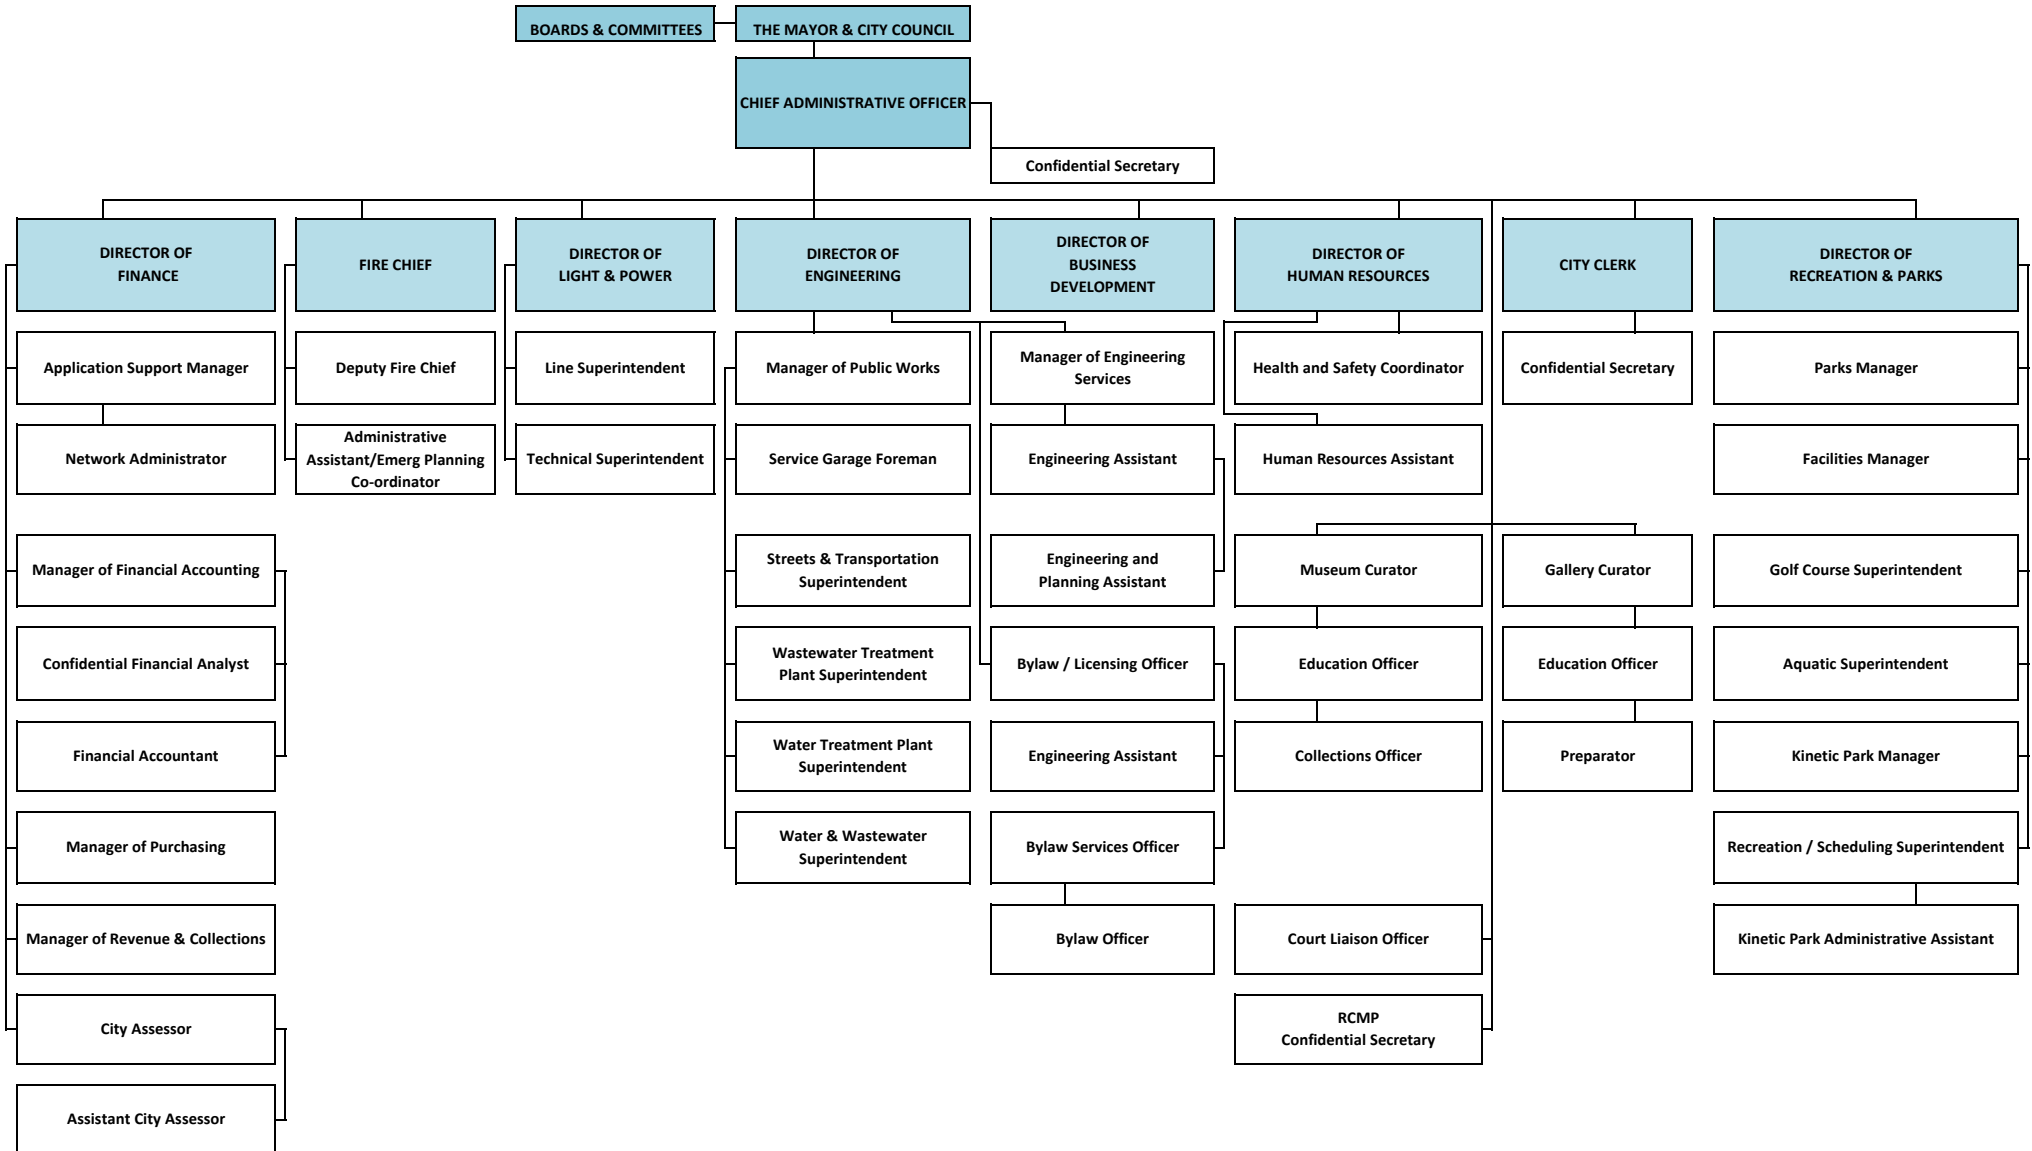 BOARDS & COMMITTEES
THE MAYOR & CITY COUNCIL
CHIEF ADMINISTRATIVE OFFICER
Confidential Secretary
DIRECTOR OF
FINANCE
FIRE CHIEF
DIRECTOR OF
LIGHT & POWER
DIRECTOR OF
ENGINEERING
DIRECTOR OF
BUSINESS
DEVELOPMENT
DIRECTOR OF
HUMAN RESOURCES
CITY CLERK
DIRECTOR OF
RECREATION & PARKS
Application Support Manager
Deputy Fire Chief
Line Superintendent
Manager of Public Works
Manager of Engineering
Services
Health and Safety Coordinator
Confidential Secretary
Parks Manager
Network Administrator
Administrative
Assistant/Emerg Planning
Co-ordinator
Technical Superintendent
Service Garage Foreman
Engineering Assistant
Human Resources Assistant
Facilities Manager
Manager of Financial Accounting
Streets & Transportation
Superintendent
Engineering and
Planning Assistant
Museum Curator
Gallery Curator
Golf Course Superintendent
Confidential Financial Analyst
Wastewater Treatment
Plant Superintendent
Bylaw / Licensing Officer
Education Officer
Education Officer
Aquatic Superintendent
Financial Accountant
Water Treatment Plant
Superintendent
Engineering Assistant
Collections Officer
Preparator
Kinetic Park Manager
Manager of Purchasing
Water & Wastewater
Superintendent
Bylaw Services Officer
Recreation / Scheduling Superintendent
Manager of Revenue & Collections
Bylaw Officer
Court Liaison Officer
Kinetic Park Administrative Assistant
City Assessor
RCMP
Confidential Secretary
Assistant City Assessor